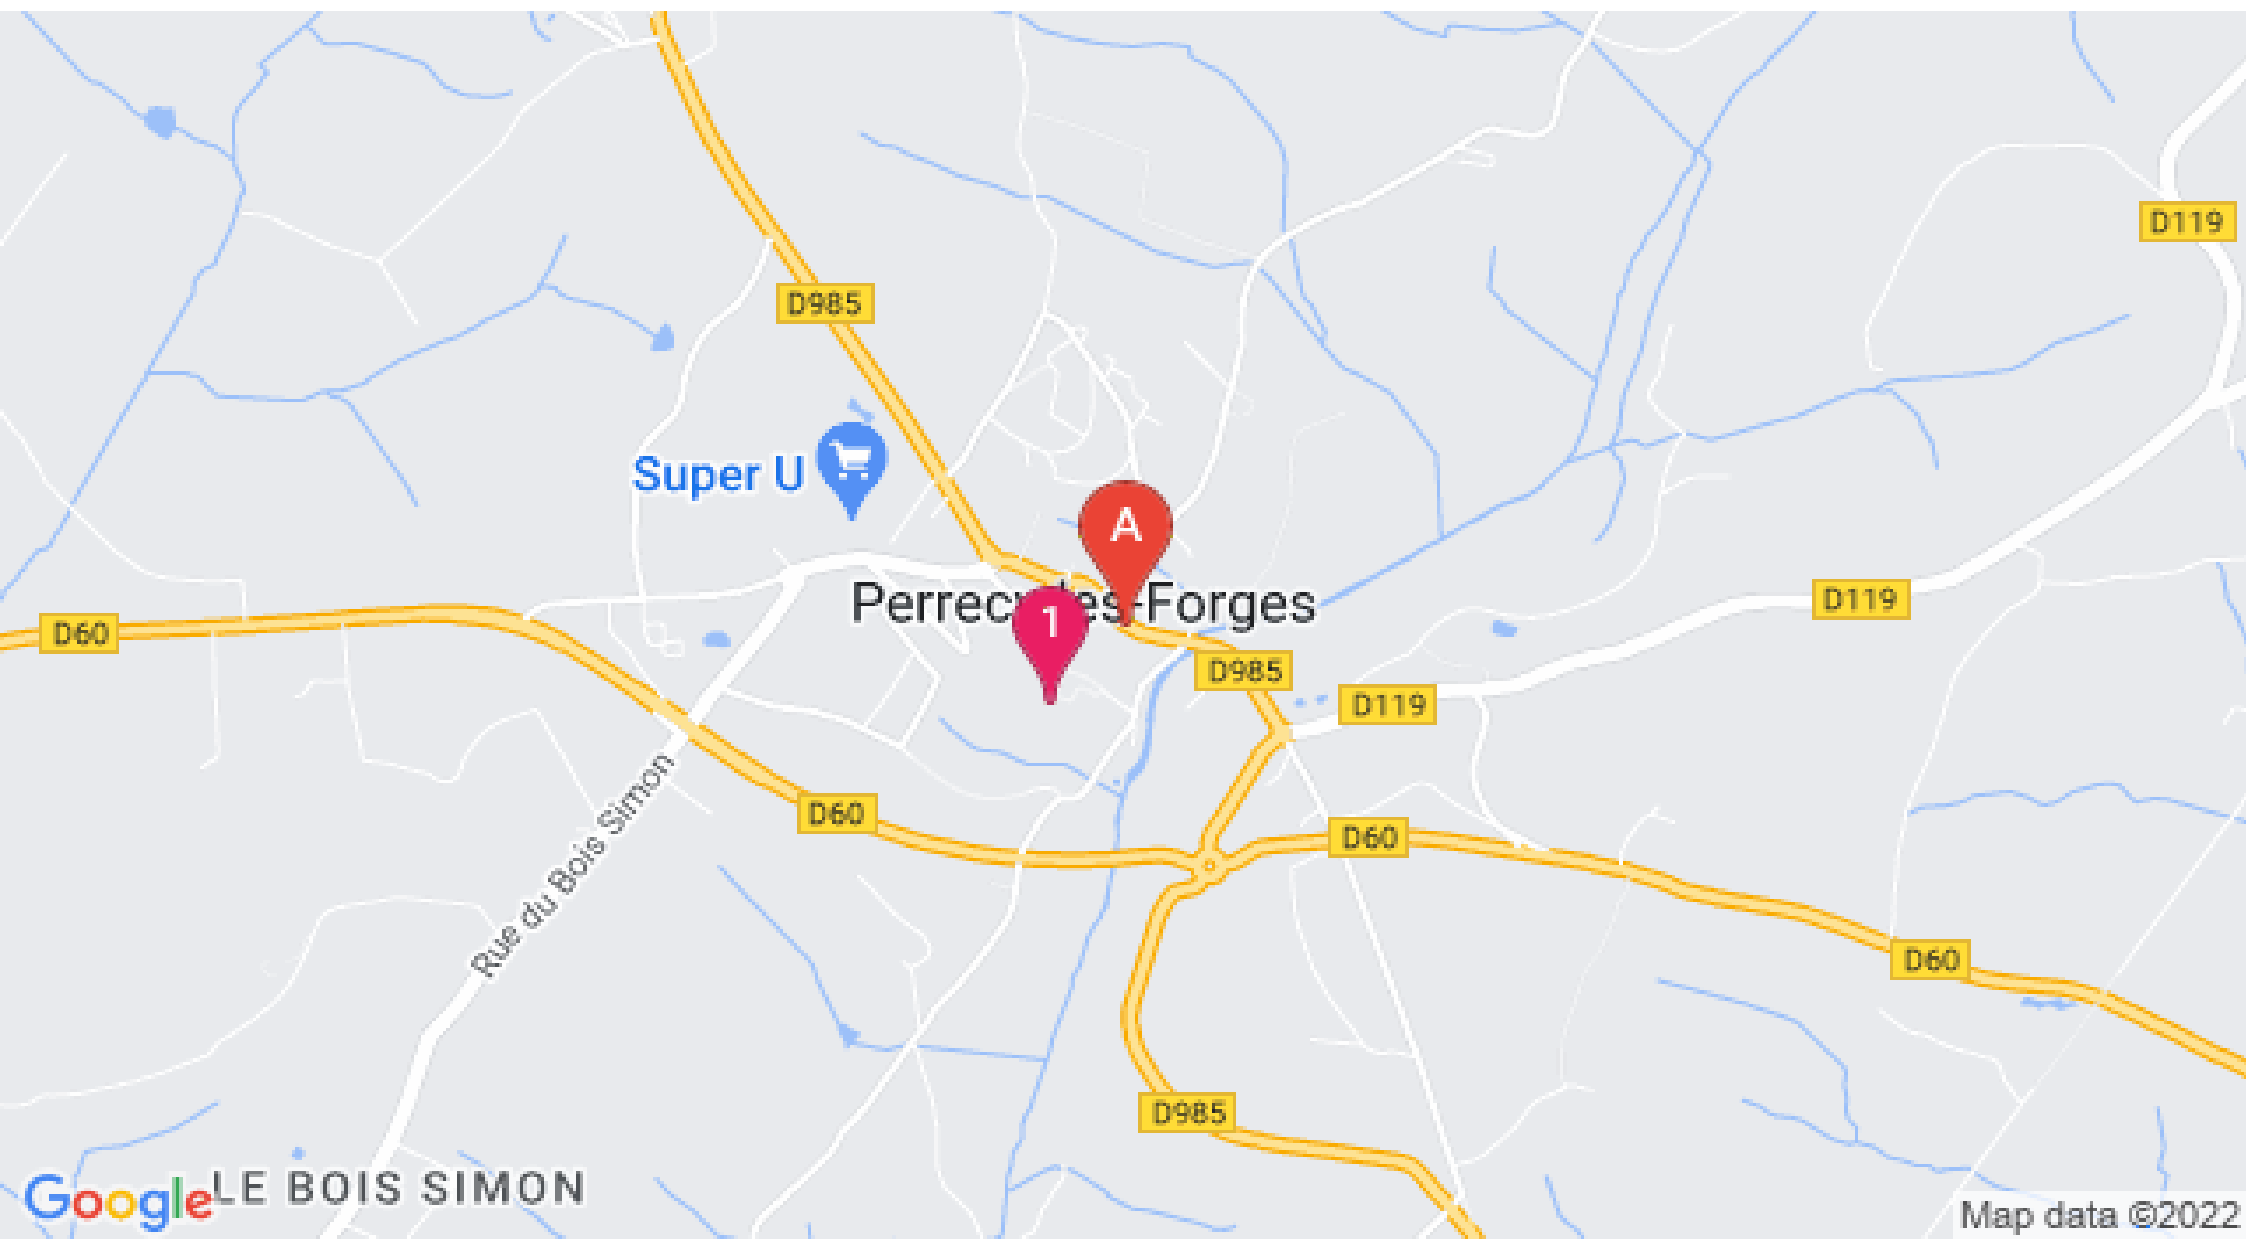 D119
D985
Super U
A
Perrecy-les-Forges
1
D119
D60
D985
D119
Rue du Bois Simon
D60
D60
D60
D985
Google
LE BOIS SIMON
Map data ©2022